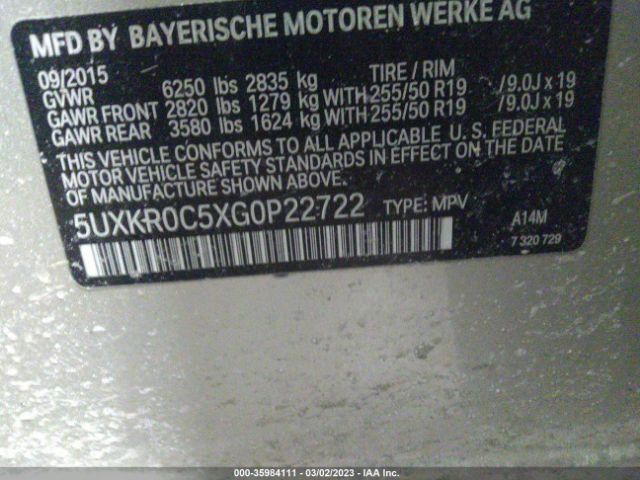 MFD BY BAYERISCHE MOTOREN WERKE AG
09/2015 TIRE / RIM
GVWR 6250 lbs 2835 kg
GAWR FRONT 2820 lbs 1279 kg WITH 255/50 R19 / 9.0J x 19
GAWR REAR 3580 lbs 1624 kg WITH 255/50 R19 / 9.0J x 19
THIS VEHICLE CONFORMS TO ALL APPLICABLE U. S. FEDERAL
MOTOR VEHICLE SAFETY STANDARDS IN EFFECT ON THE DATE
OF MANUFACTURE SHOWN ABOVE.
5UXKR0C5XG0P22722 TYPE: MPV A14M
7 320 729
000-35984111 - 03/02/2023 - IAA Inc.